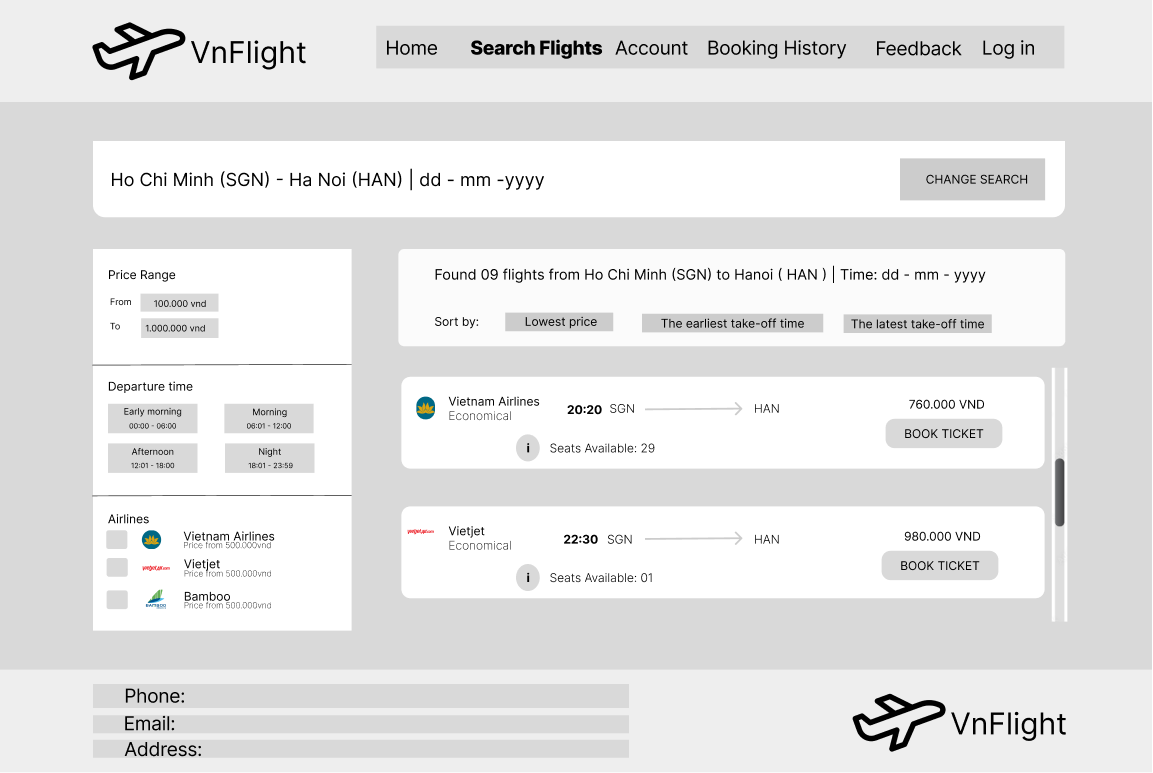 VnFlight
Home Search Flights Account Booking History Feedback Log in
Ho Chi Minh (SGN) - Ha Noi (HAN) | dd - mm -yyyy
CHANGE SEARCH
Price Range
From 100.000 vnd
To 1.000.000 vnd
Departure time
Early morning
00:00 - 06:00
Morning
06:01 - 12:00
Afternoon
12:01 - 18:00
Night
18:01 - 23:59
Airlines
Vietnam Airlines
Price from 500.000vnd
vietjetair.com
Vietjet
Price from 500.000vnd
BAMBOO
Bamboo
Price from 500.000vnd
Found 09 flights from Ho Chi Minh (SGN) to Hanoi ( HAN ) | Time: dd - mm - yyyy
Sort by: Lowest price The earliest take-off time The latest take-off time
Vietnam Airlines
Economical
20:20 SGN HAN
i Seats Available: 29
760.000 VND
BOOK TICKET
vietjetair.com
Vietjet
Economical
22:30 SGN HAN
i Seats Available: 01
980.000 VND
BOOK TICKET
Phone:
Email:
Address:
VnFlight